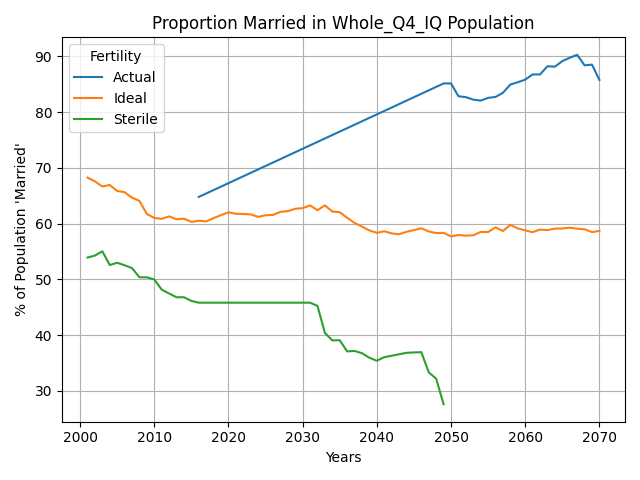 Proportion Married in Whole_Q4_IQ Population
% of Population 'Married'
90
80
70
60
50
40
30
Fertility
Actual
Ideal
Sterile
2000 2010 2020 2030 2040 2050 2060 2070
Years